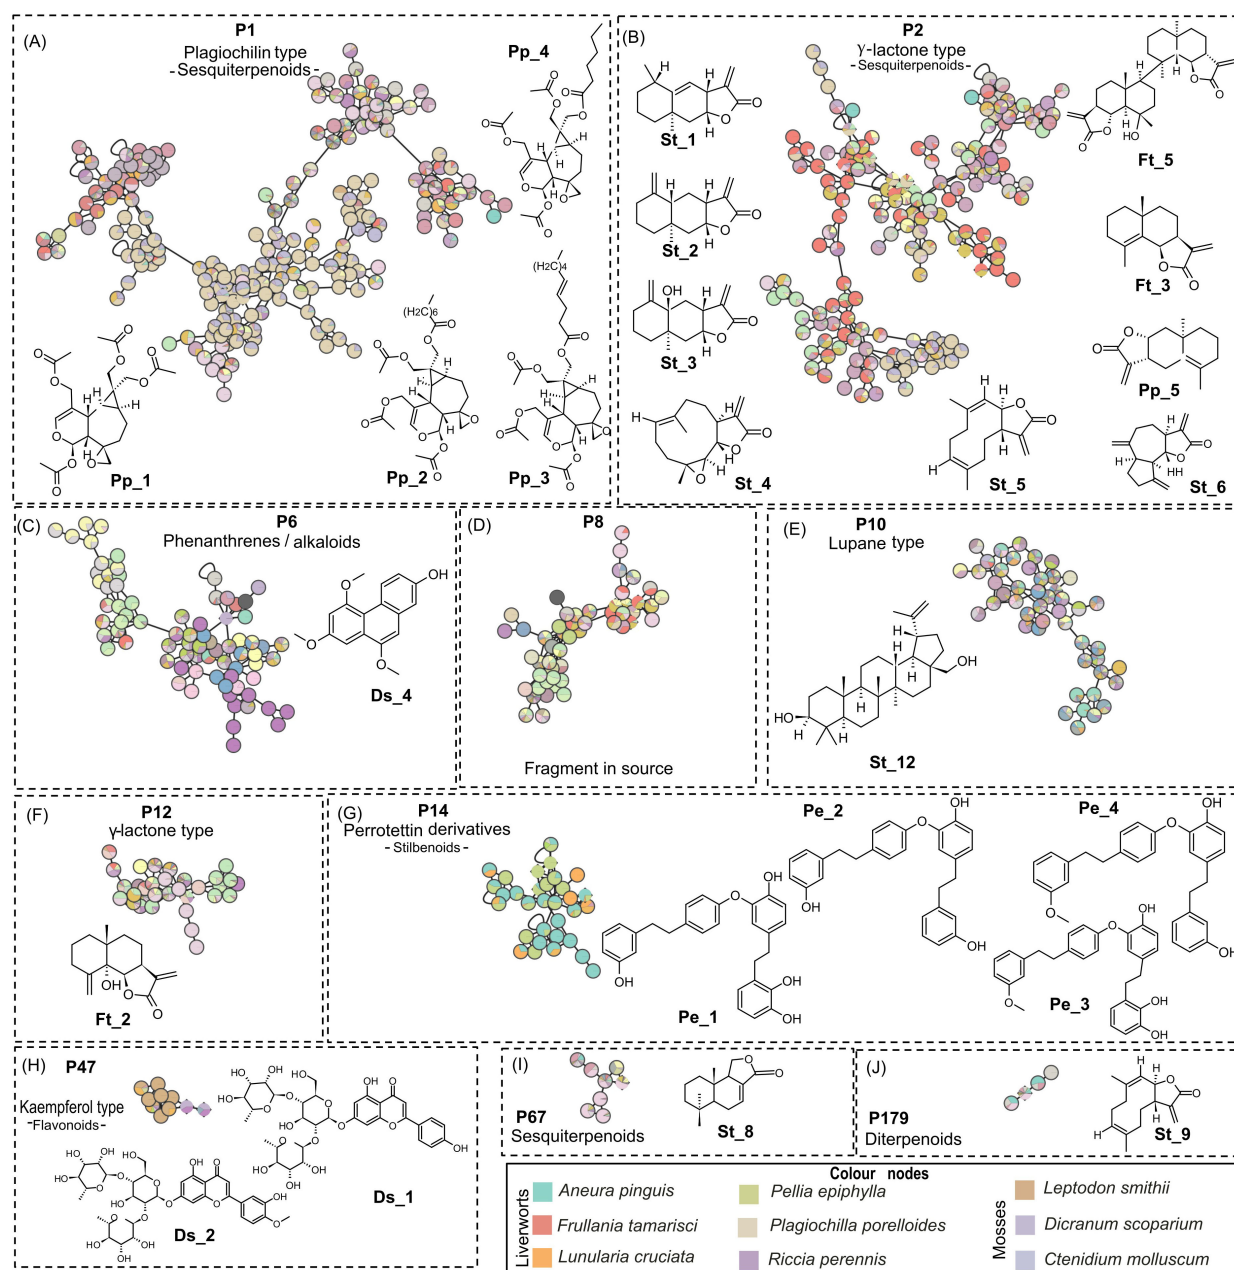 (A)
P1
Plagiochilin type
-Sesquiterpenoids-
Pp_4
Pp_1
(H2C)6
Pp_2
(H2C)4
Pp_3
(B)
P2
γ-lactone type
-Sesquiterpenoids-
St_1
St_2
OH
St_3
St_4
St_5
Ft_5
Ft_3
Pp_5
St_6
(C)
P6
Phenanthrenes / alkaloids
OH
Ds_4
(D)
P8
Fragment in source
(E)
P10
Lupane type
OH
HO
St_12
(F)
P12
γ-lactone type
OH
Ft_2
(G)
P14
Perrottettin derivatives
-Stilbenoids-
Pe_1
Pe_2
Pe_3
Pe_4
(H)
P47
Kaempferol type
-Flavonoids-
Ds_1
Ds_2
(I)
P67
Sesquiterpenoids
St_8
(J)
P179
Diterpenoids
St_9
Colour nodes
Liverworts
Aneura pinguis
Frullania tamarisci
Lunularia cruciata
Pellia epiphylla
Plagiochilla porelloides
Riccia perennis
Mosses
Leptodon smithii
Dicranum scoparium
Ctenidium molluscum